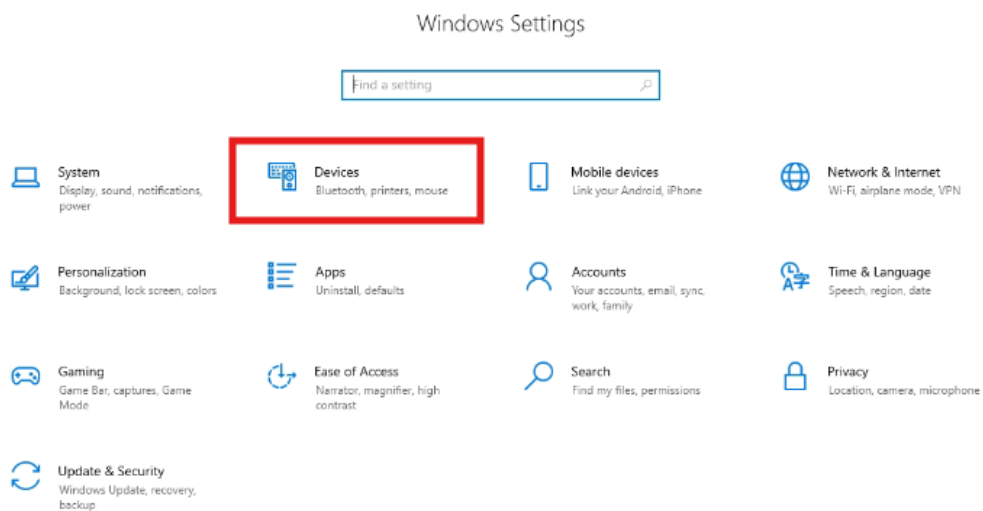 Windows Settings
Find a setting
System
Display, sound, notifications,
power
Devices
Bluetooth, printers, mouse
Mobile devices
Link your Android, iPhone
Network & Internet
Wi-Fi, airplane mode, VPN
Personalization
Background, lock screen, colors
Apps
Uninstall, defaults
Accounts
Your accounts, email, sync,
work, family
Time & Language
Speech, region, date
Gaming
Game Bar, captures, Game
Mode
Ease of Access
Narrator, magnifier, high
contrast
Search
Find my files, permissions
Privacy
Location, camera, microphone
Update & Security
Windows Update, recovery,
backup